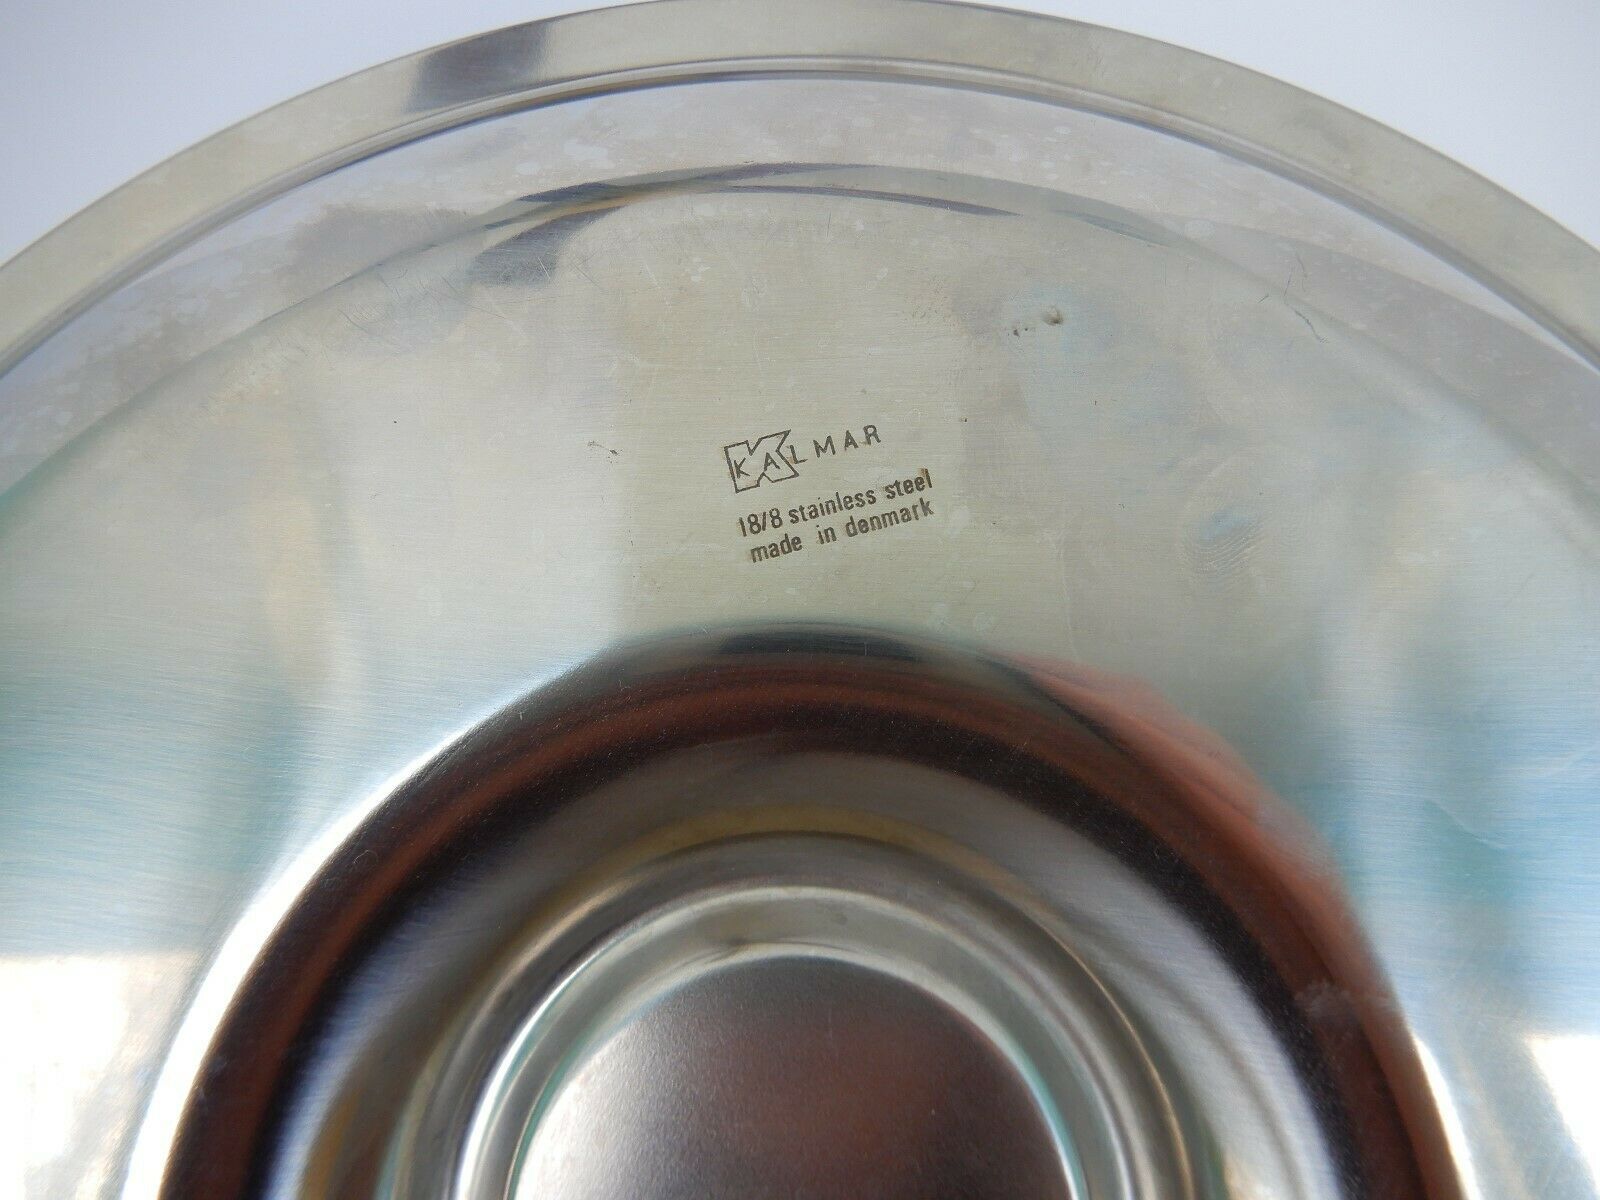 KALMAR
18/8 stainless steel
made in denmark